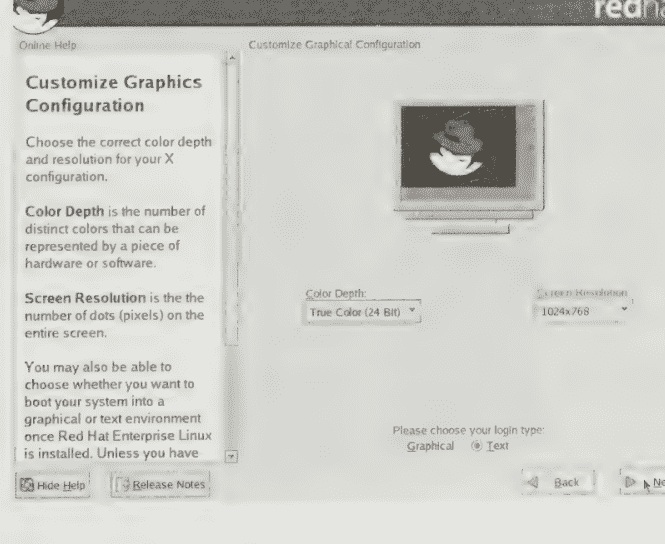 redha
Online Help
Customize Graphical Configuration
Customize Graphics
Configuration
Choose the correct color depth
and resolution for your X
configuration.
Color Depth is the number of
distinct colors that can be
represented by a piece of
hardware or software.
Screen Resolution is the the
number of dots (pixels) on the
entire screen.
You may also be able to
choose whether you want to
boot your system into a
graphical or text environment
once Red Hat Enterprise Linux
is installed. Unless you have
Color Depth:
True Color (24 Bit)
Screen Resolution
1024x768
Please choose your login type:
Graphical Text
Hide Help
Release Notes
Back
Ne